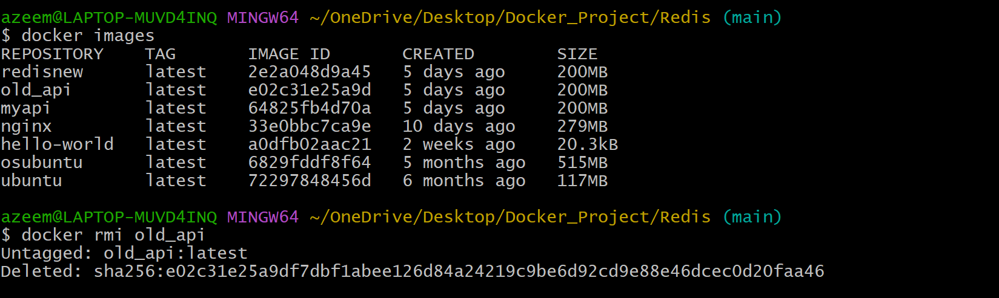 azeem@LAPTOP-MUVD4INQ MINGW64 ~/OneDrive/Desktop/Docker_Project/Redis (main)
$ docker images
REPOSITORY    TAG       IMAGE ID       CREATED        SIZE
redisnew      latest    2e2a048d9a45   5 days ago     200MB
old_api       latest    e02c31e25a9d   5 days ago     200MB
myapi         latest    64825fb4d70a   5 days ago     200MB
nginx         latest    33e0bbc7ca9e   10 days ago    279MB
hello-world   latest    a0dfb02aac21   2 weeks ago    20.3kB
osubuntu      latest    6829fddf8f64   5 months ago   515MB
ubuntu        latest    72297848456d   6 months ago   117MB
azeem@LAPTOP-MUVD4INQ MINGW64 ~/OneDrive/Desktop/Docker_Project/Redis (main)
$ docker rmi old_api
Untagged: old_api:latest
Deleted: sha256:e02c31e25a9df7dbf1abee126d84a24219c9be6d92cd9e88e46dcec0d20faa46